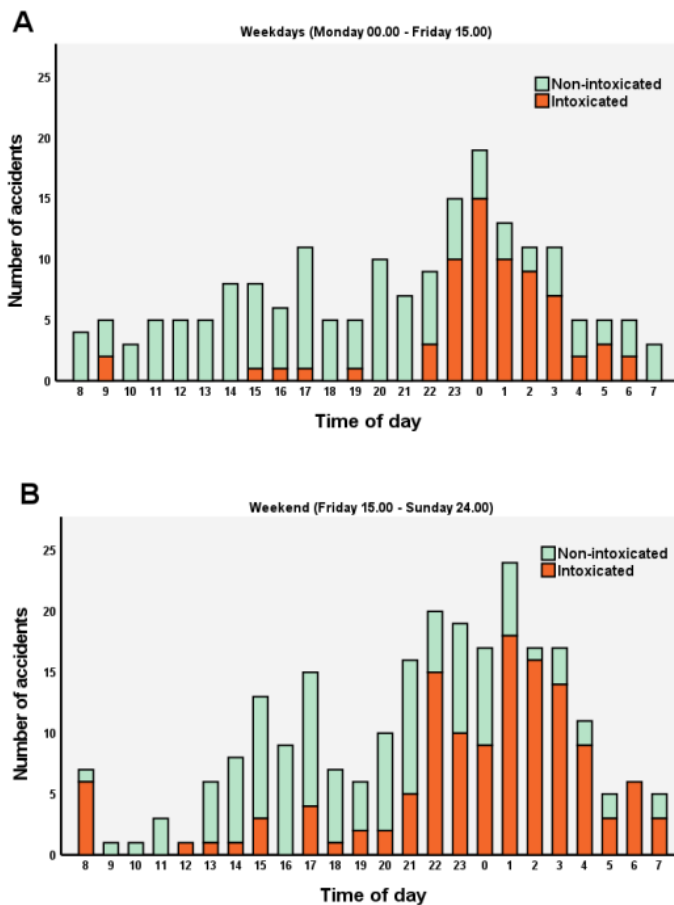 A
Weekdays (Monday 00.00 - Friday 15.00)
Number of accidents
25
20
15
10
5
0
Non-intoxicated
Intoxicated
8 9 10 11 12 13 14 15 16 17 18 19 20 21 22 23 0 1 2 3 4 5 6 7
Time of day
B
Weekend (Friday 15.00 - Sunday 24.00)
Number of accidents
25
20
15
10
5
0
Non-intoxicated
Intoxicated
8 9 10 11 12 13 14 15 16 17 18 19 20 21 22 23 0 1 2 3 4 5 6 7
Time of day